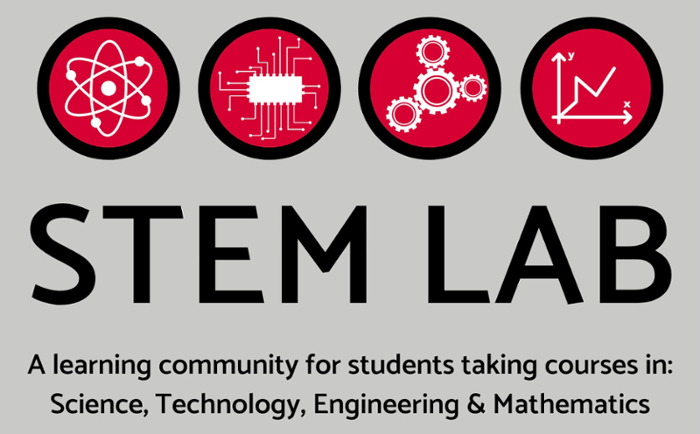 y
x
STEM LAB
A learning community for students taking courses in:
Science, Technology, Engineering & Mathematics